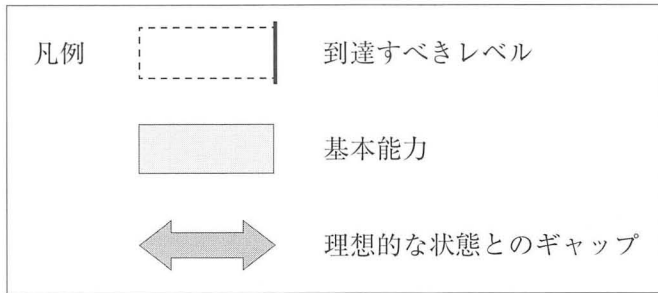 凡例 到達すべきレベル
基本能力
理想的な状態とのギャップ